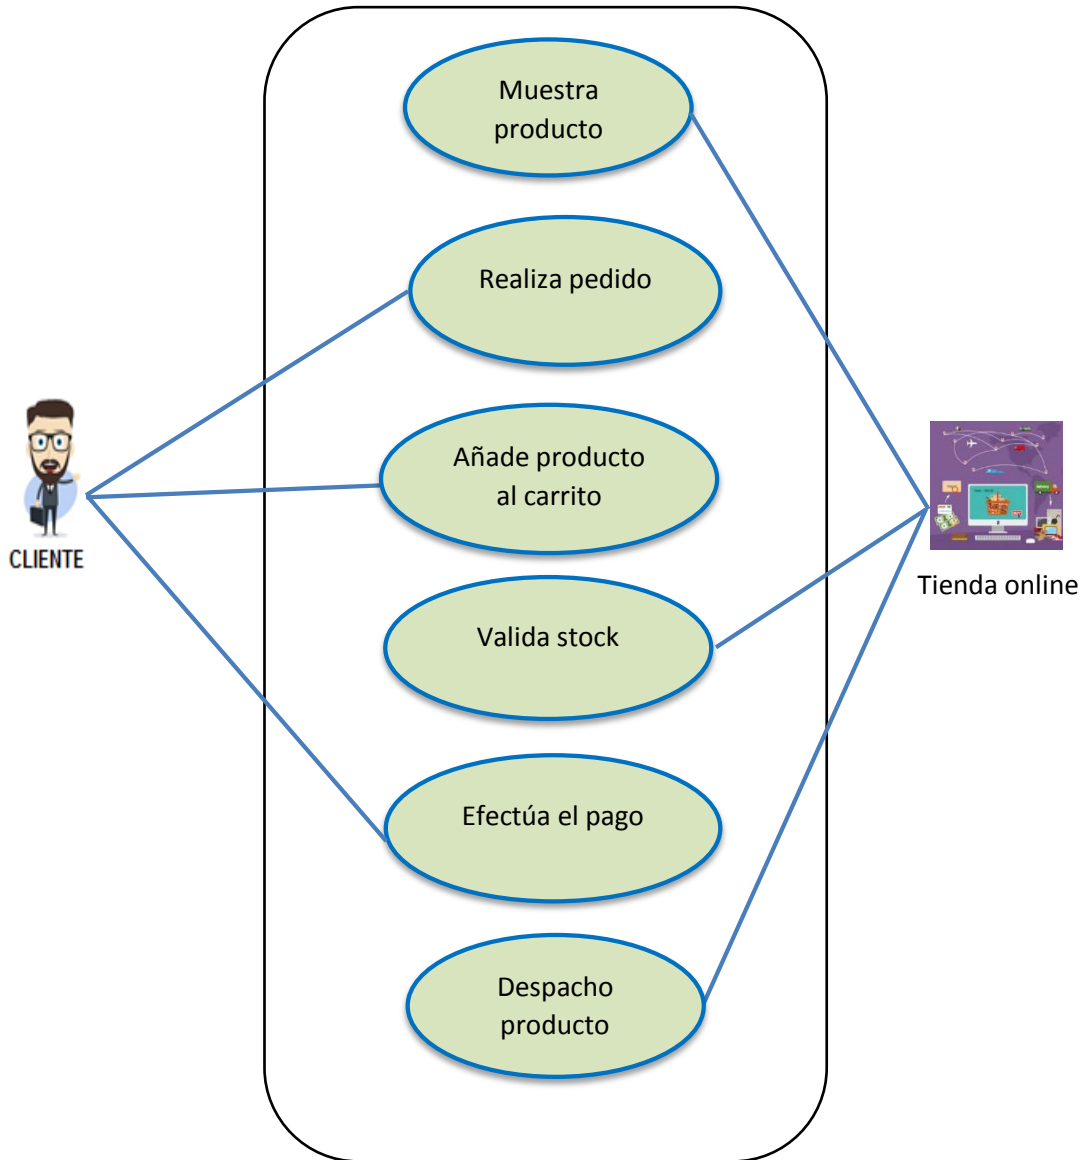 Muestra
producto
Realiza pedido
Añade producto
al carrito
CLIENTE
Tienda online
Valida stock
Efectúa el pago
Despacho
producto